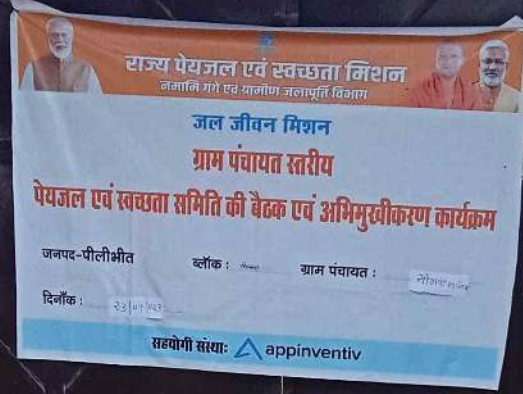 राज्य पेयजल एवं स्वच्छता मिशन
नमामि गंगे एवं ग्रामीण जलापूर्ति विभाग
जल जीवन मिशन
ग्राम पंचायत स्तरीय
पेयजल एवं स्वच्छता समिति की बैठक एवं अभिमुखीकरण कार्यक्रम
जनपद-पीलीभीत ब्लॉक : ग्राम पंचायत :
दिनाँक :
सहयोगी संस्थाः appinventiv